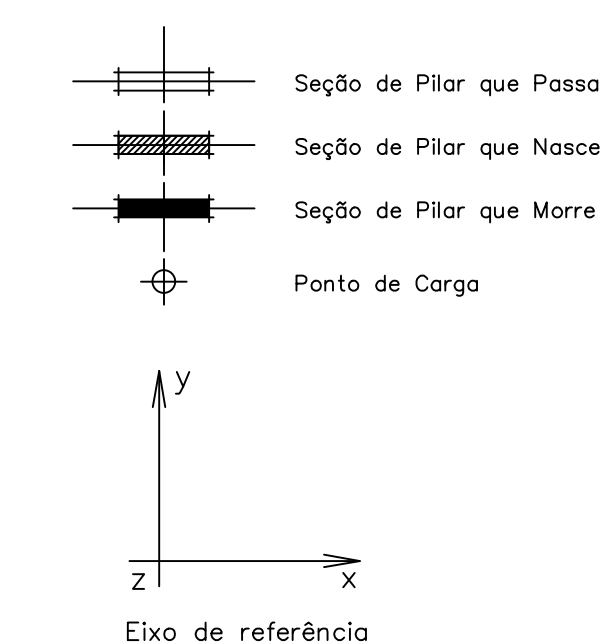 Seção de Pilar que Passa
Seção de Pilar que Nasce
Seção de Pilar que Morre
Ponto de Carga
y
z
x
Eixo de referência